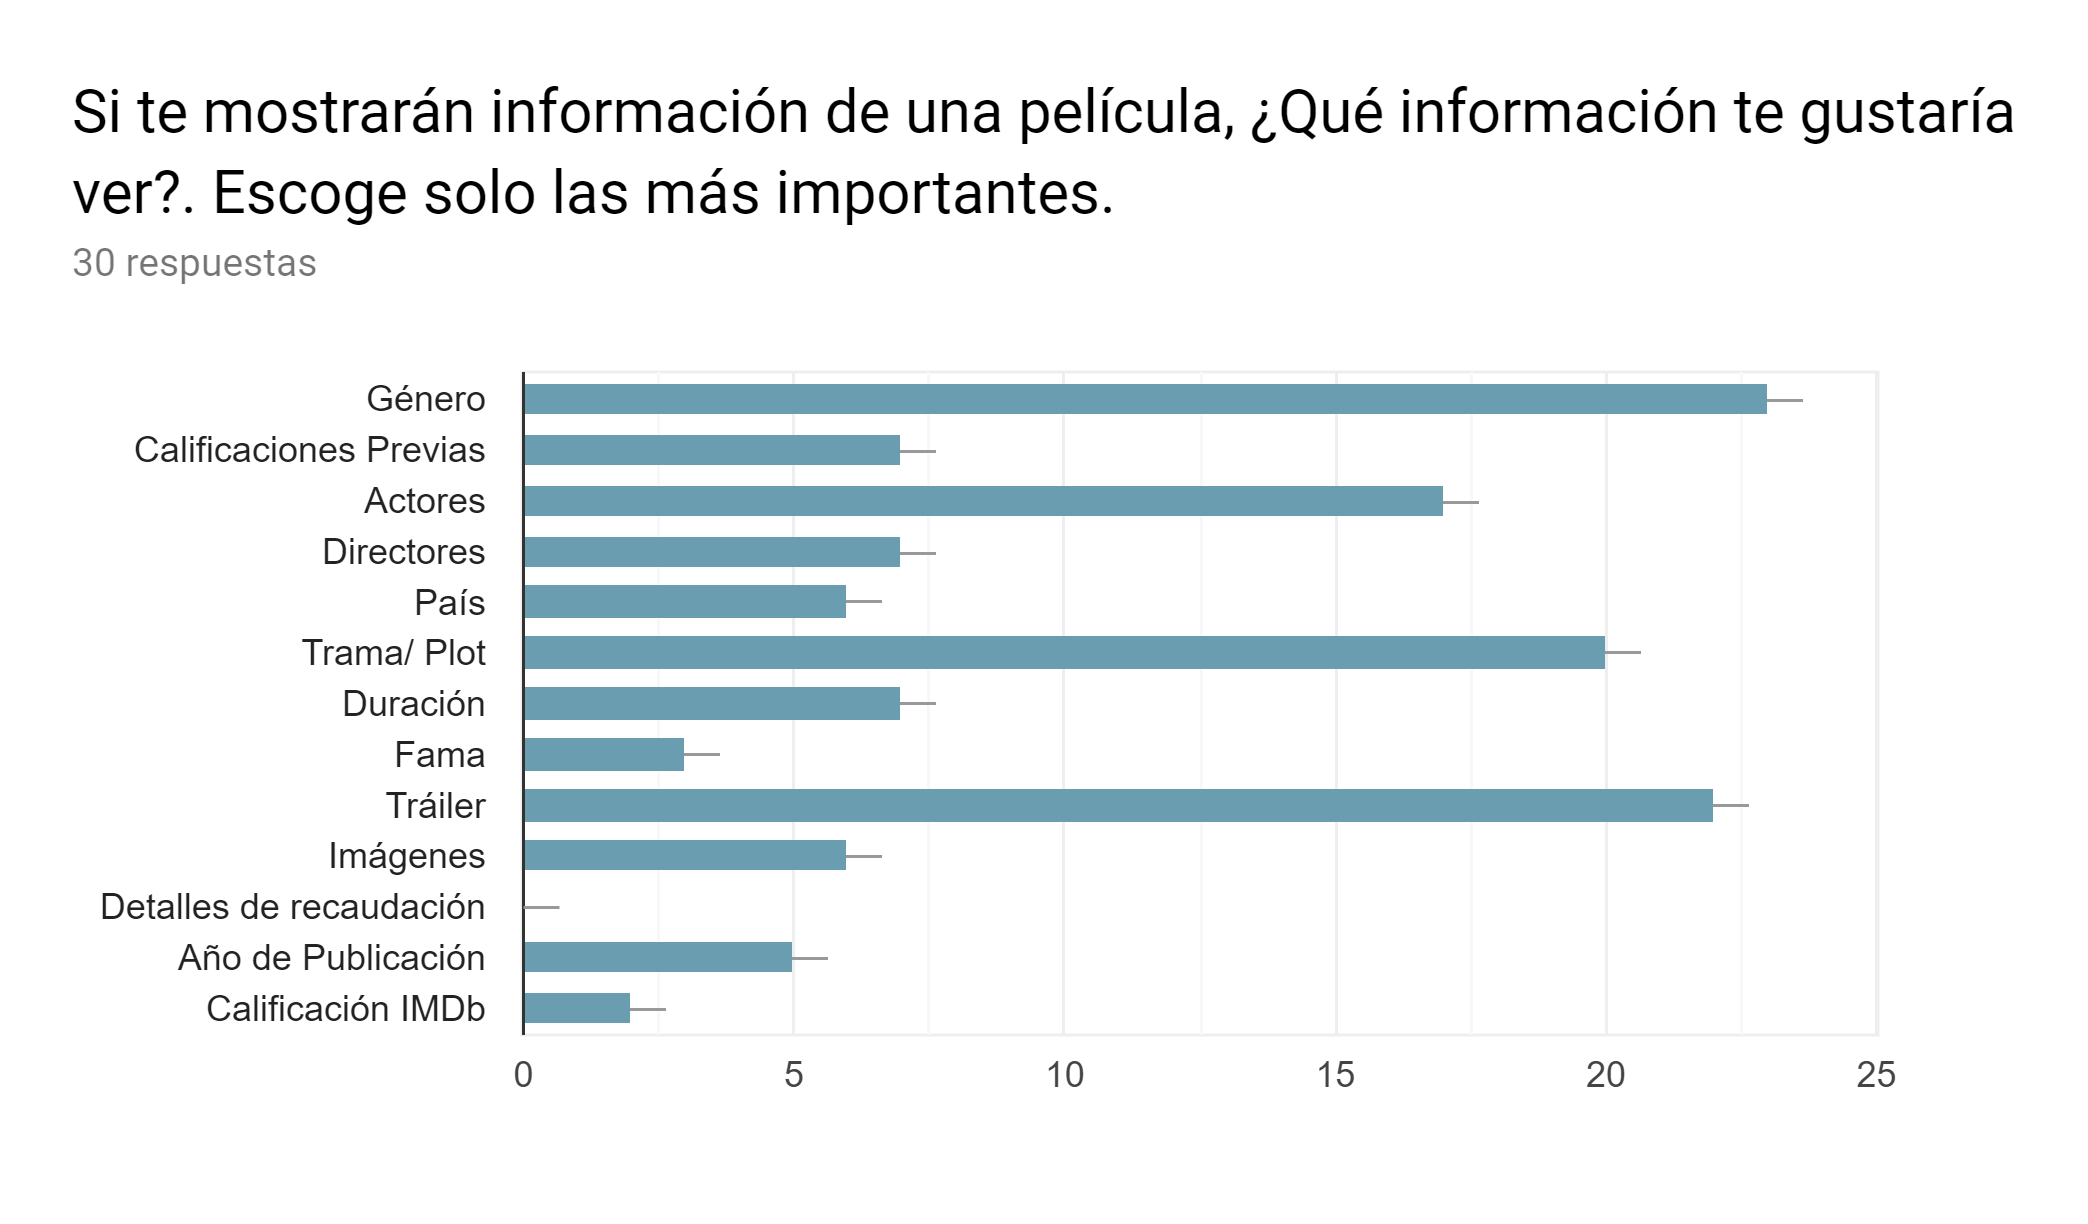 Si te mostrarán información de una película, ¿Qué información te gustaría
ver?. Escoge solo las más importantes.
30 respuestas
Género
Calificaciones Previas
Actores
Directores
País
Trama/ Plot
Duración
Fama
Tráiler
Imágenes
Detalles de recaudación
Año de Publicación
Calificación IMDb
0 5 10 15 20 25